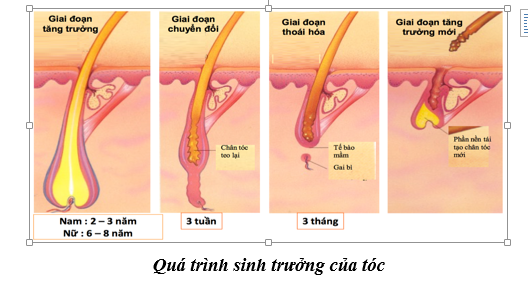 Giai đoạn
tăng trưởng
Giai đoạn
chuyển đổi
Giai đoạn
thoái hóa
Giai đoạn tăng
trưởng mới
Chân tóc
teo lại
Tế bào
mầm
Gai bì
Phần nền tái
tạo chân tóc
mới
Nam : 2 – 3 năm
Nữ : 6 – 8 năm
3 tuần
3 tháng
Quá trình sinh trưởng của tóc